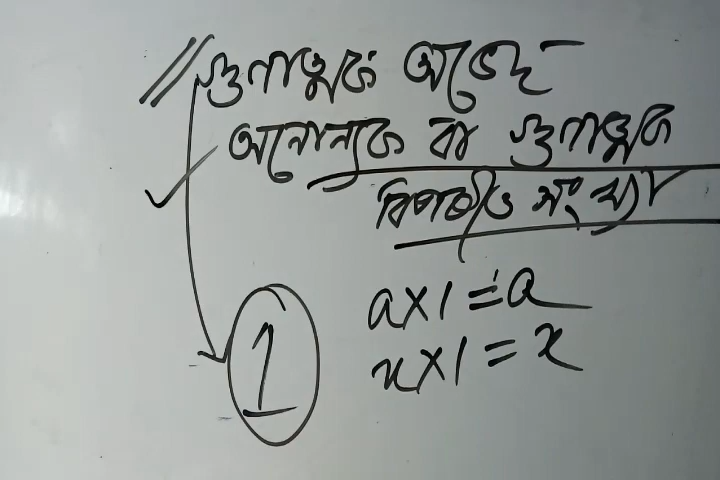 গুণাত্মক অভেদ
অনোন্যক বা গুণাত্মক
বিপরীত সংখ্যা
a×1=a
x×1=x
1